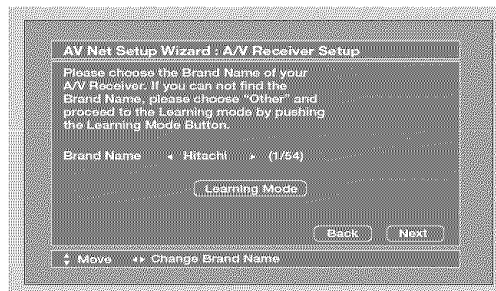 AV Net Setup Wizard : A/V Receiver Setup
Please choose the Brand Name of your
A/V Receiver. If you can not find the
Brand Name, please choose “Other” and
proceed to the Learning mode by pushing
the Learning Mode Button.
Brand Name ◂ Hitachi ▸ (1/54)
Learning Mode
Back Next
Move Change Brand Name